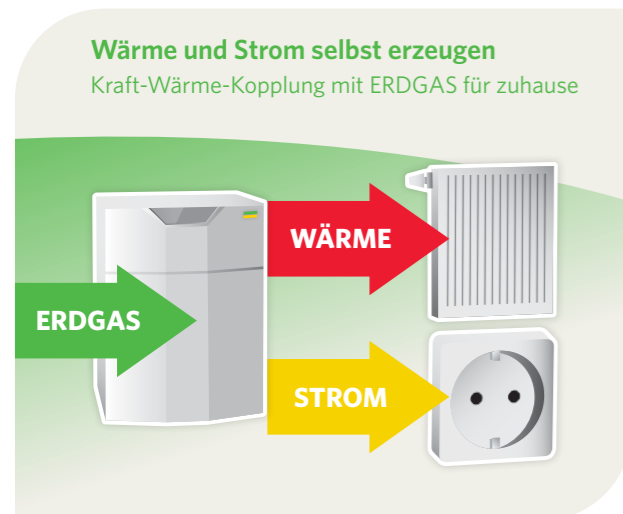 Wärme und Strom selbst erzeugen
Kraft-Wärme-Kopplung mit ERDGAS für zuhause
WÄRME
ERDGAS
STROM